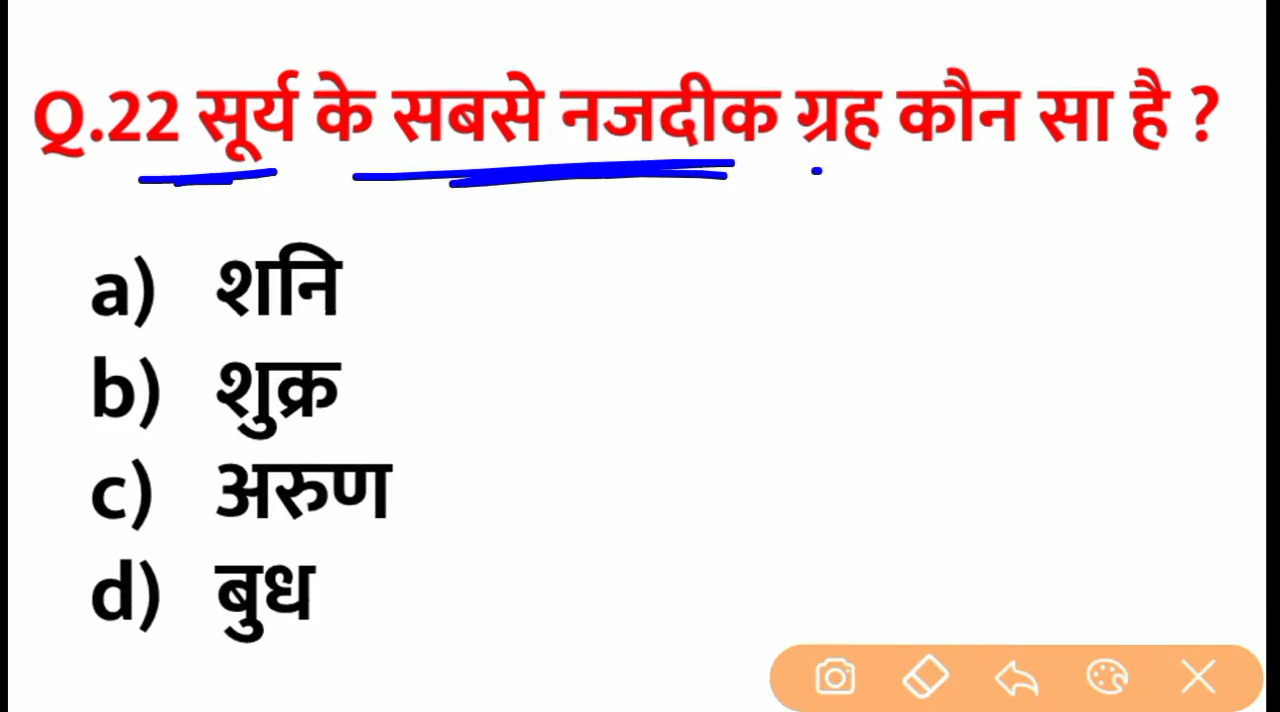 Q.22 सूर्य के सबसे नजदीक ग्रह कौन सा है ?
a) शनि
b) शुक्र
c) अरुण
d) बुध